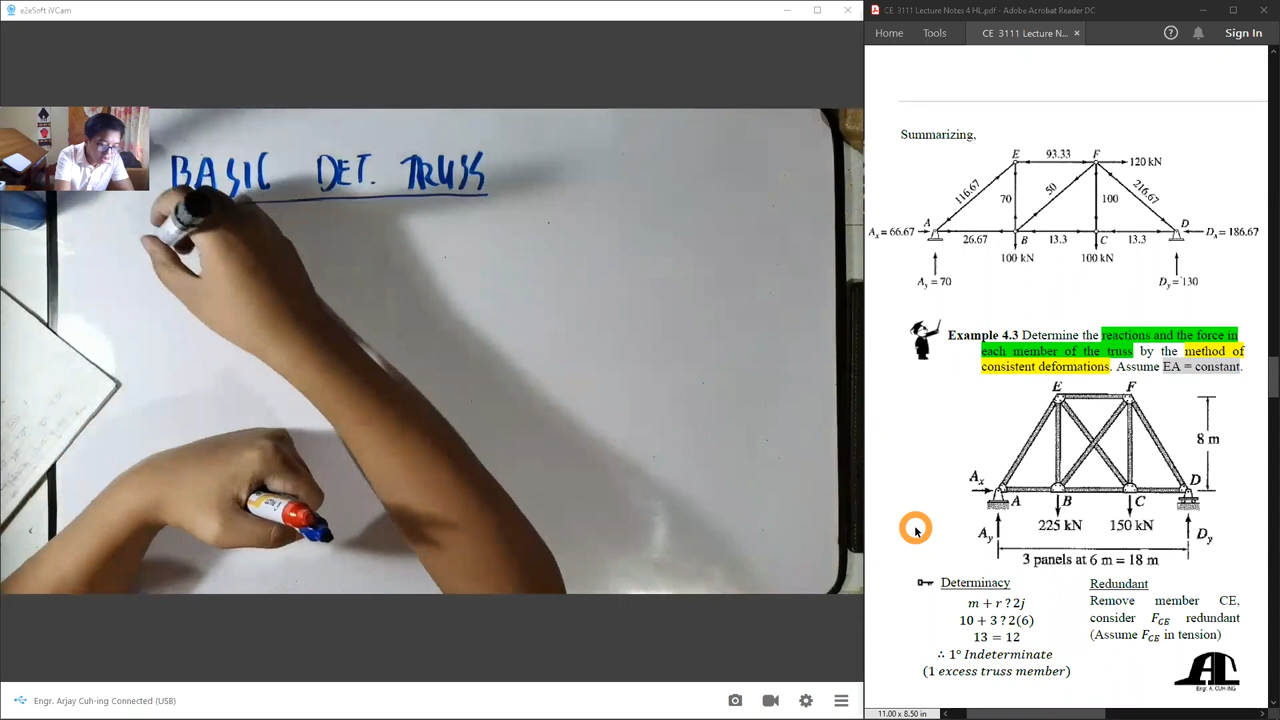 e2eSoft iVCam
BASIC DET. TRUSS
Engr. Arjay Cuh-ing Connected (USB)
CE 3111 Lecture Notes 4 HL.pdf - Adobe Acrobat Reader DC
Home Tools CE 3111 Lecture N... × Sign In
Summarizing,
E 93.33 F 120 kN
116.67 70 50 100 216.67
A D
Ax = 66.67 Dx = 186.67
26.67 B 13.3 C 13.3
100 kN 100 kN
Ay = 70 Dy = 130
Example 4.3 Determine the reactions and the force in
each member of the truss by the method of
consistent deformations. Assume EA = constant.
E F
8 m
Ax D
A B C
225 kN 150 kN
Ay Dy
3 panels at 6 m = 18 m
Determinacy
m + r ? 2j
10 + 3 ? 2(6)
13 = 12
∴ 1° Indeterminate
(1 excess truss member)
Redundant
Remove member CE,
consider FCE redundant
(Assume FCE in tension)
Engr. A. CUH-ING
11.00 x 8.50 in